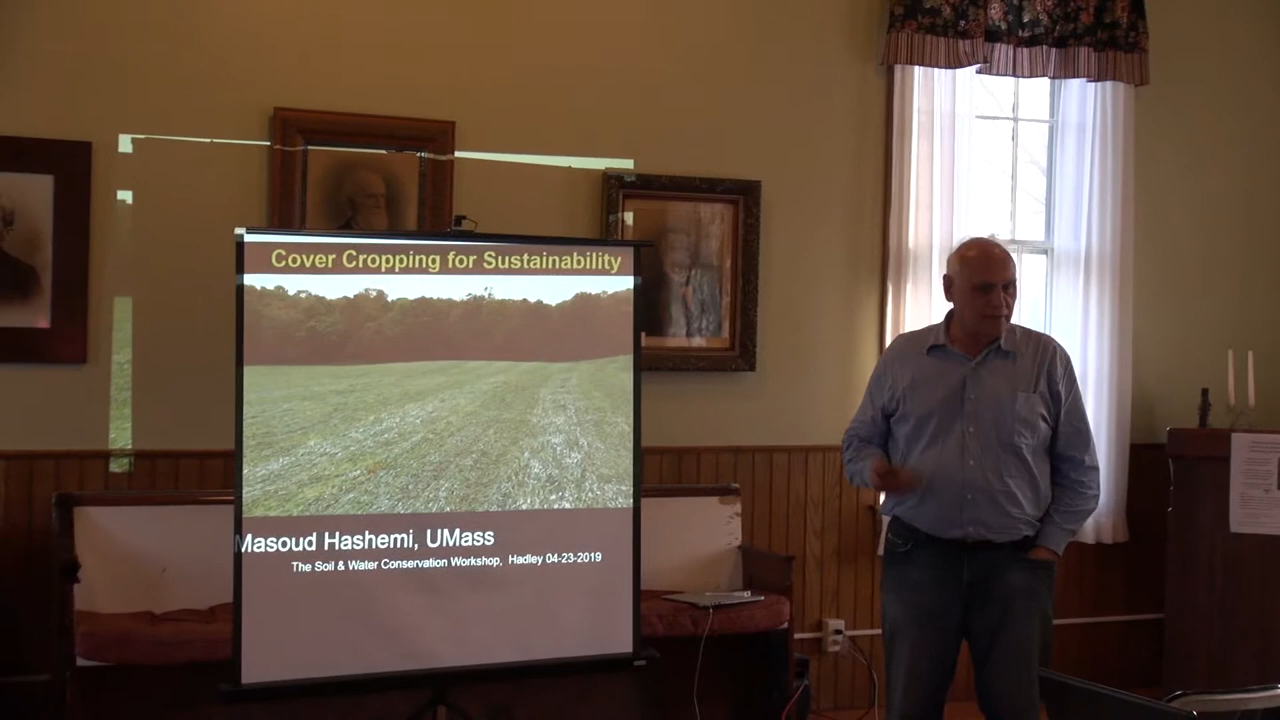 Cover Cropping for Sustainability
Masoud Hashemi, UMass
The Soil & Water Conservation Workshop, Hadley 04-23-2019